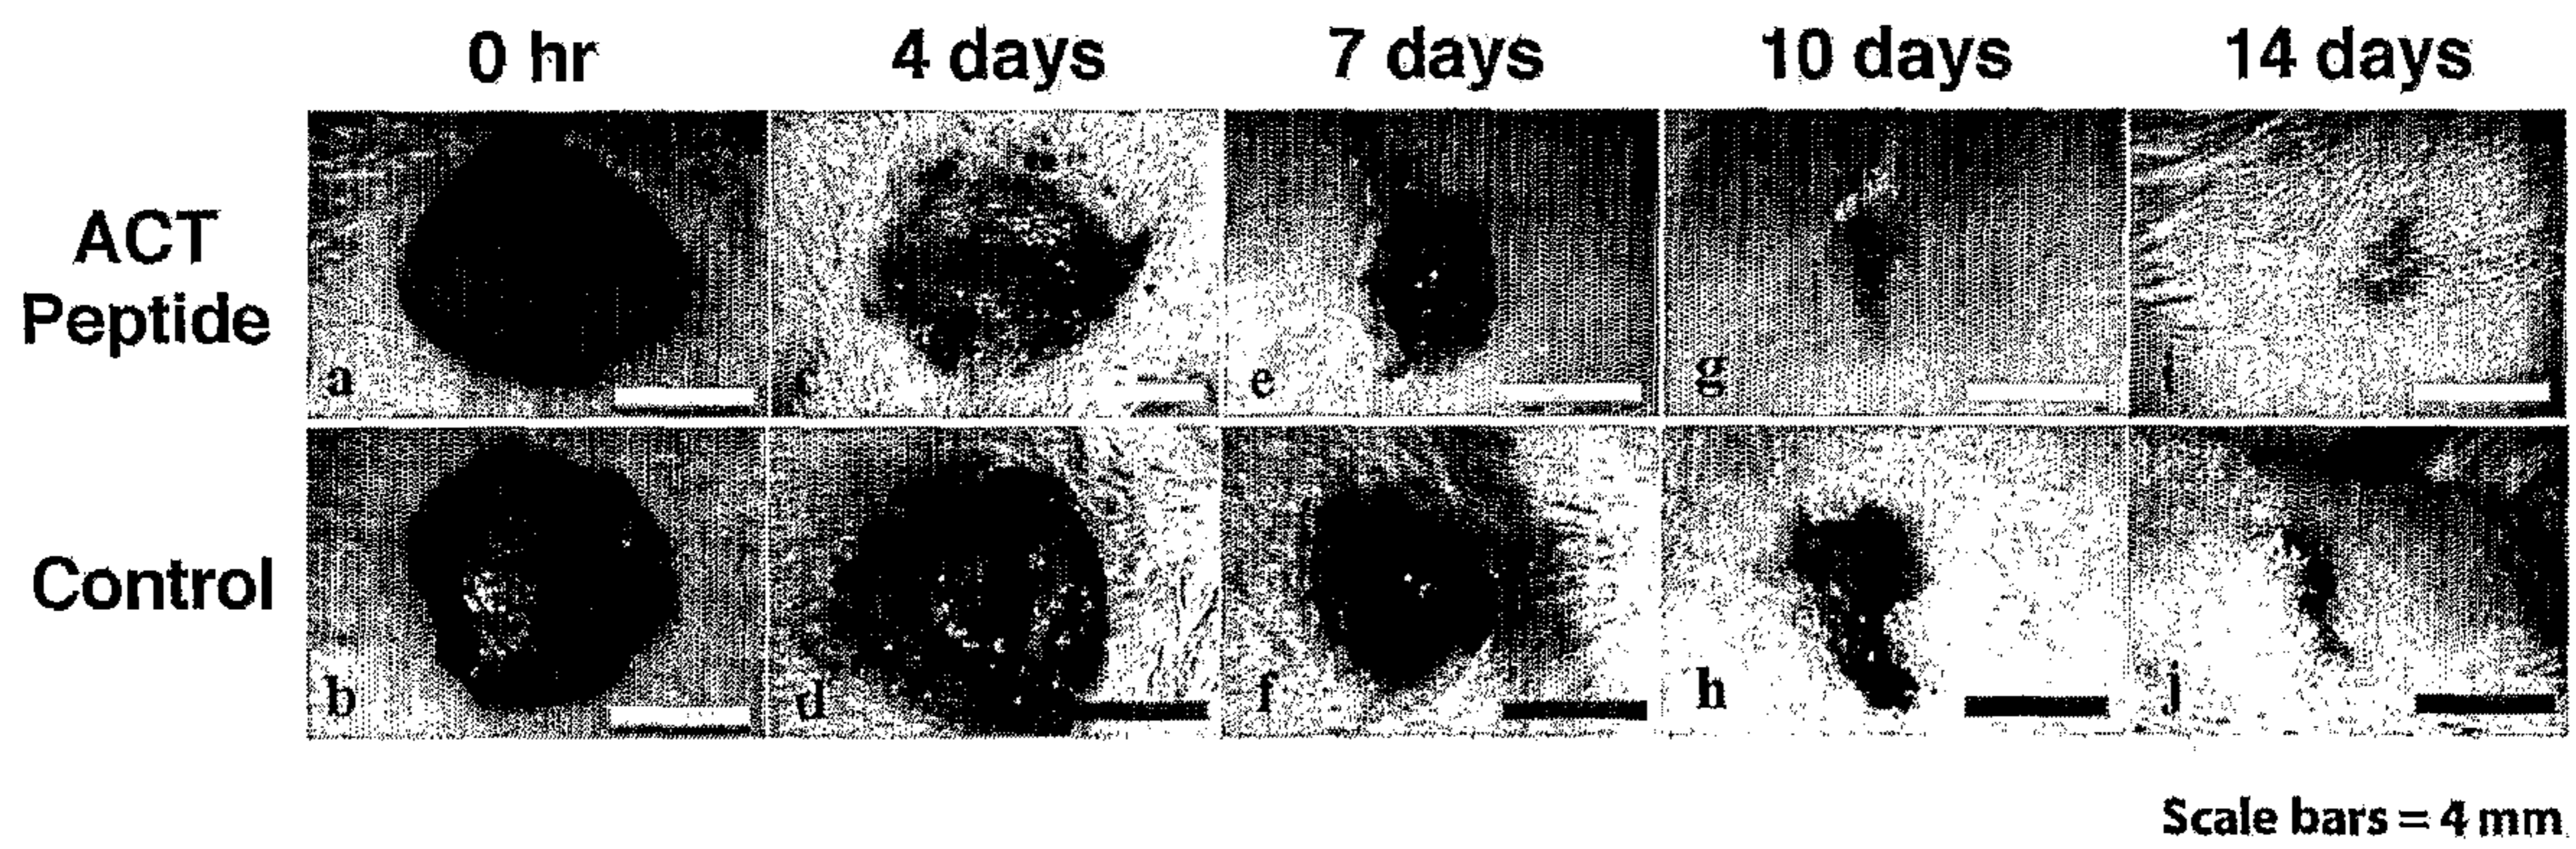 0 hr 4 days 7 days 10 days 14 days
ACT
Peptide
a c e g i
Control
b d f h j
Scale bars = 4 mm